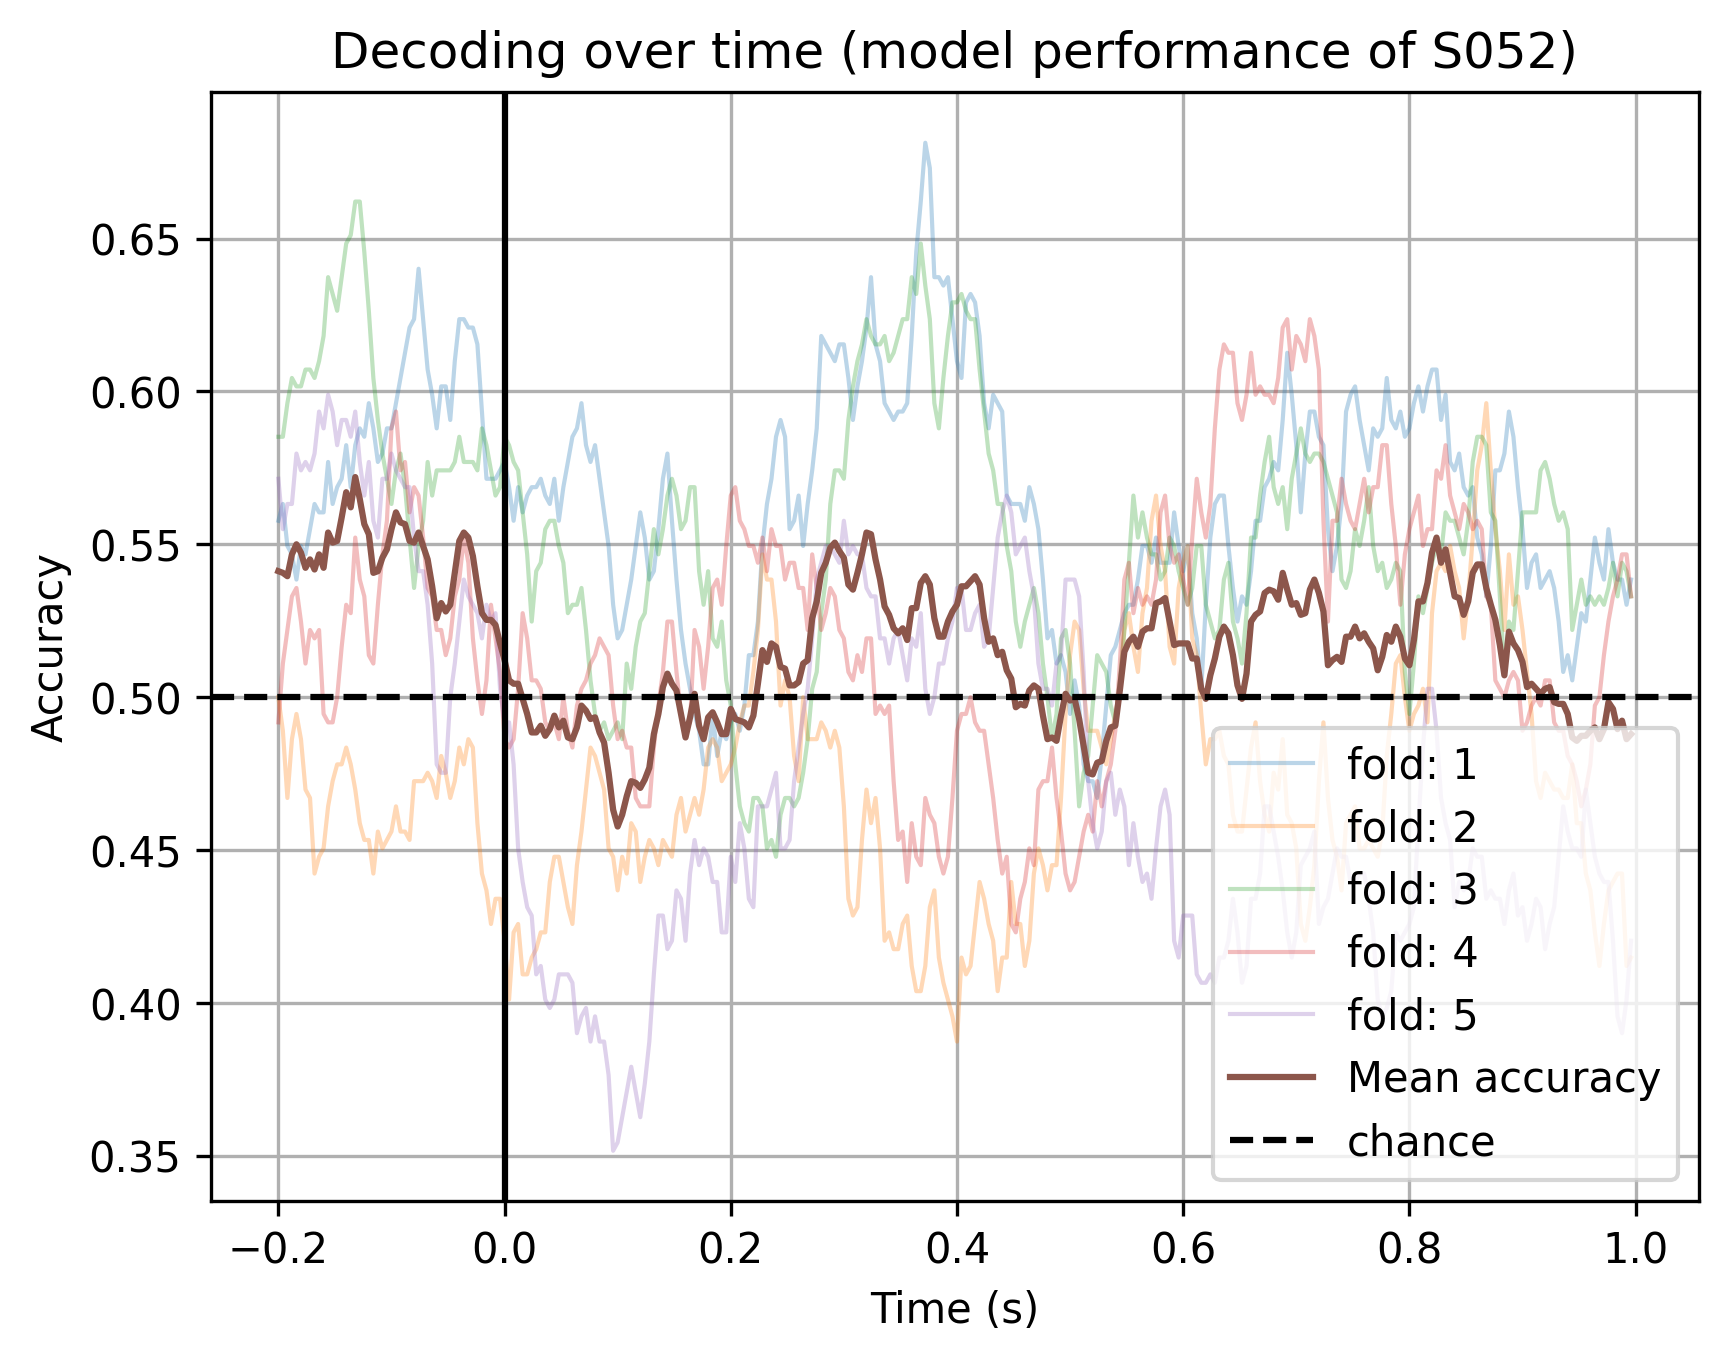 Decoding over time (model performance of S052)
Accuracy
0.65
0.60
0.55
0.50
0.45
0.40
0.35
−0.2 0.0 0.2 0.4 0.6 0.8 1.0
Time (s)
fold: 1
fold: 2
fold: 3
fold: 4
fold: 5
Mean accuracy
chance